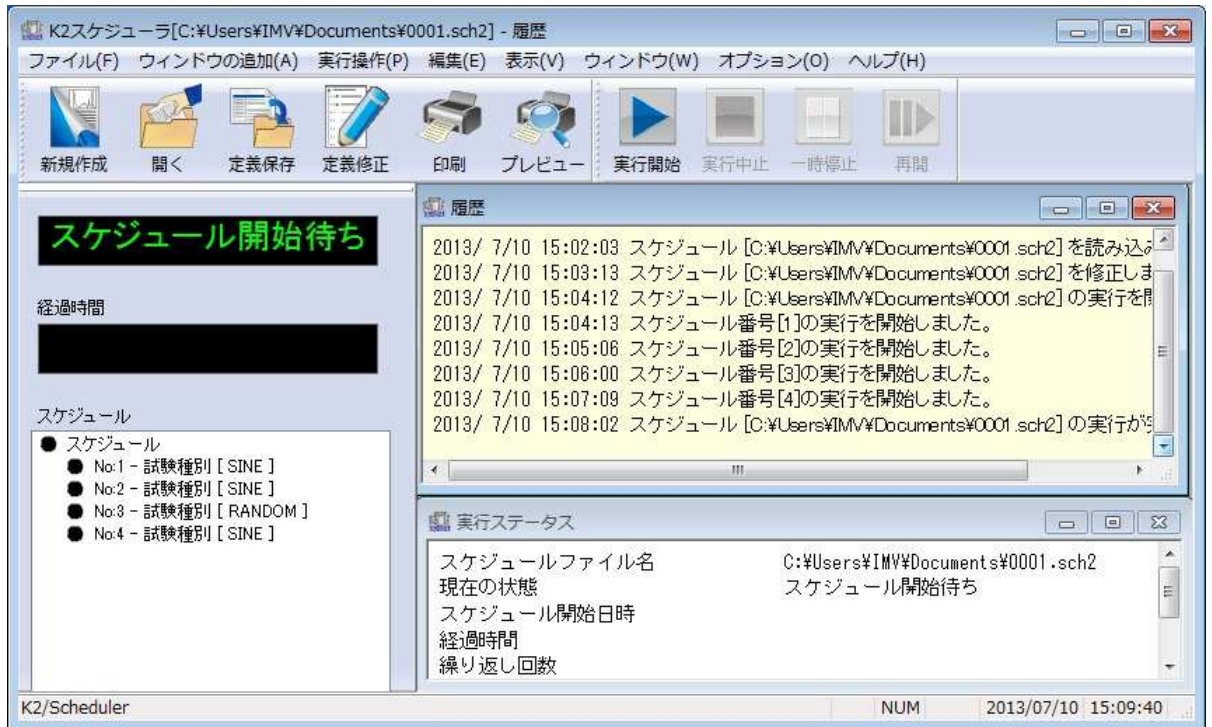 K2スケジューラ[C:¥Users¥IMV¥Documents¥0001.sch2] - 履歴
ファイル(F) ウィンドウの追加(A) 実行操作(P) 編集(E) 表示(V) ウィンドウ(W) オプション(O) ヘルプ(H)
新規作成 開く 定義保存 定義修正 印刷 プレビュー 実行開始 実行中止 一時停止 再開
スケジュール開始待ち
経過時間
スケジュール
スケジュール
No:1 - 試験種別 [ SINE ]
No:2 - 試験種別 [ SINE ]
No:3 - 試験種別 [ RANDOM ]
No:4 - 試験種別 [ SINE ]
履歴
2013/ 7/10 15:02:03 スケジュール [C:¥Users¥IMV¥Documents¥0001.sch2] を読み込み
2013/ 7/10 15:03:13 スケジュール [C:¥Users¥IMV¥Documents¥0001.sch2] を修正しま
2013/ 7/10 15:04:12 スケジュール [C:¥Users¥IMV¥Documents¥0001.sch2] の実行を開
2013/ 7/10 15:04:13 スケジュール番号[1]の実行を開始しました。
2013/ 7/10 15:05:06 スケジュール番号[2]の実行を開始しました。
2013/ 7/10 15:06:00 スケジュール番号[3]の実行を開始しました。
2013/ 7/10 15:07:09 スケジュール番号[4]の実行を開始しました。
2013/ 7/10 15:08:02 スケジュール [C:¥Users¥IMV¥Documents¥0001.sch2] の実行が
実行ステータス
スケジュールファイル名 C:¥Users¥IMV¥Documents¥0001.sch2
現在の状態 スケジュール開始待ち
スケジュール開始日時
経過時間
繰り返し回数
K2/Scheduler NUM 2013/07/10 15:09:40